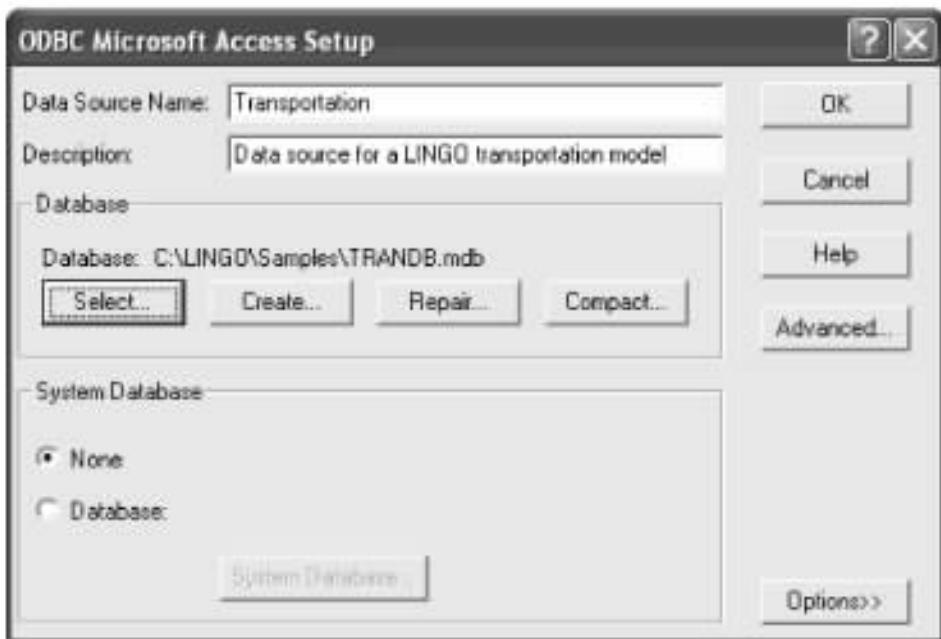 ODBC Microsoft Access Setup
Data Source Name: Transportation
OK
Description: Data source for a LINGO transportation model
Cancel
Database
Database: C:\LINGO\Samples\TRANDB.mdb
Help
Select... Create... Repair... Compact...
Advanced...
System Database
None
Database:
System Database...
Options>>